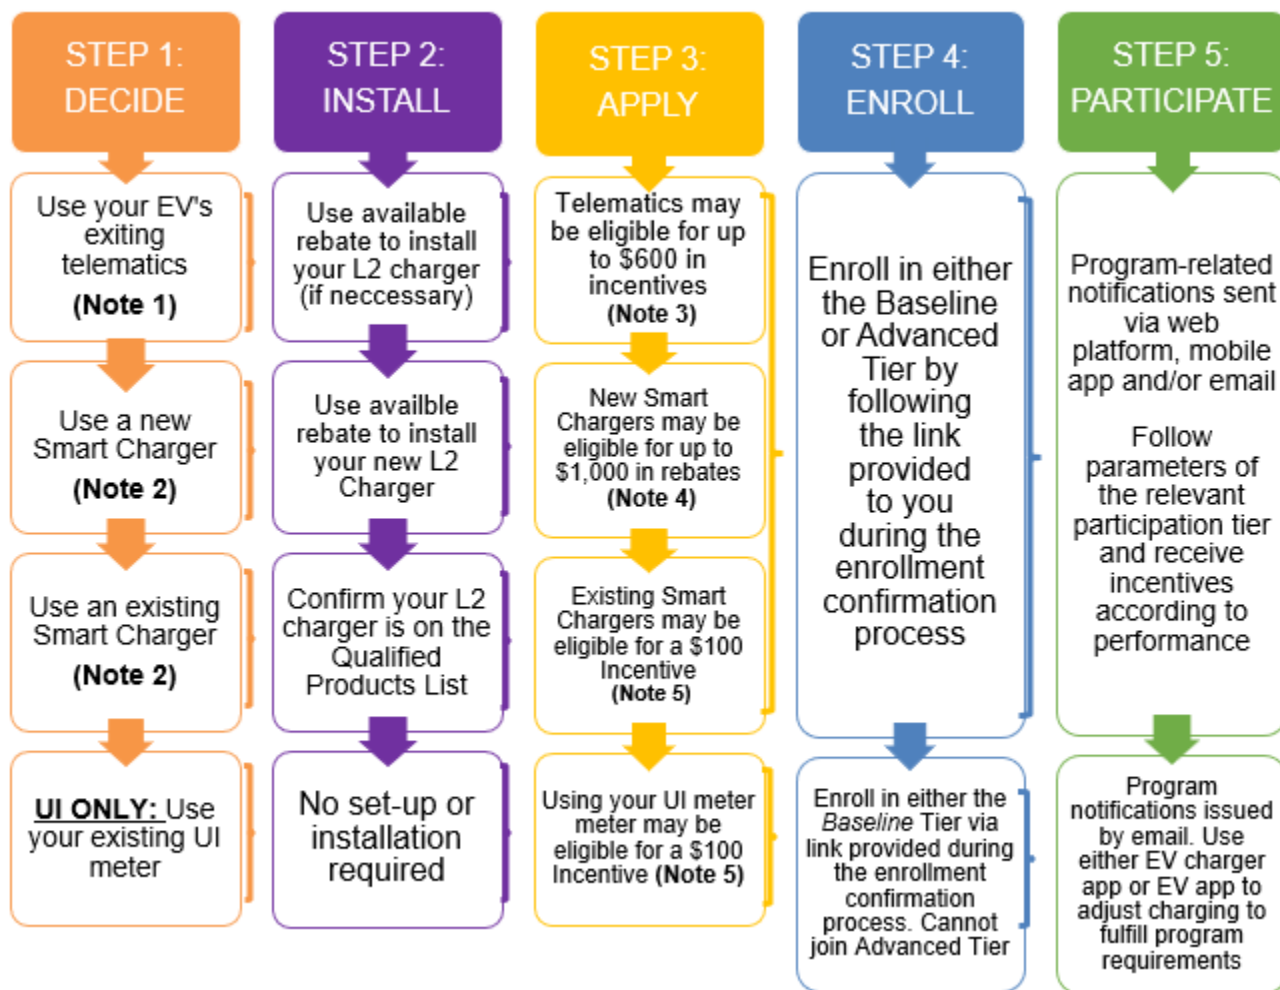 STEP 1:
DECIDE
Use your EV's
exiting
telematics
(Note 1)
Use a new
Smart Charger
(Note 2)
Use an existing
Smart Charger
(Note 2)
UI ONLY: Use
your existing UI
meter
STEP 2:
INSTALL
Use available
rebate to install
your L2 charger
(if neccessary)
Use availble
rebate to install
your new L2
Charger
Confirm your L2
charger is on the
Qualified
Products List
No set-up or
installation
required
STEP 3:
APPLY
Telematics may
be eligible for up
to $600 in
incentives
(Note 3)
New Smart
Chargers may be
eligible for up to
$1,000 in rebates
(Note 4)
Existing Smart
Chargers may be
eligible for a $100
Incentive
(Note 5)
Using your UI meter
meter may be
eligible for a $100
Incentive (Note 5)
STEP 4:
ENROLL
Enroll in either
the Baseline
or Advanced
Tier by
following
the link
provided
to you
during the
enrollment
confirmation
process
Enroll in either the
Baseline Tier via
link provided during
the enrollment
confirmation
process. Cannot
join Advanced Tier
STEP 5:
PARTICIPATE
Program-related
notifications sent
via web
platform, mobile
app and/or email
Follow
parameters of
the relevant
participation tier
and receive
incentives
according to
performance
Program
notifications issued
by email. Use
either EV charger
app or EV app to
adjust charging to
fulfill program
requirements